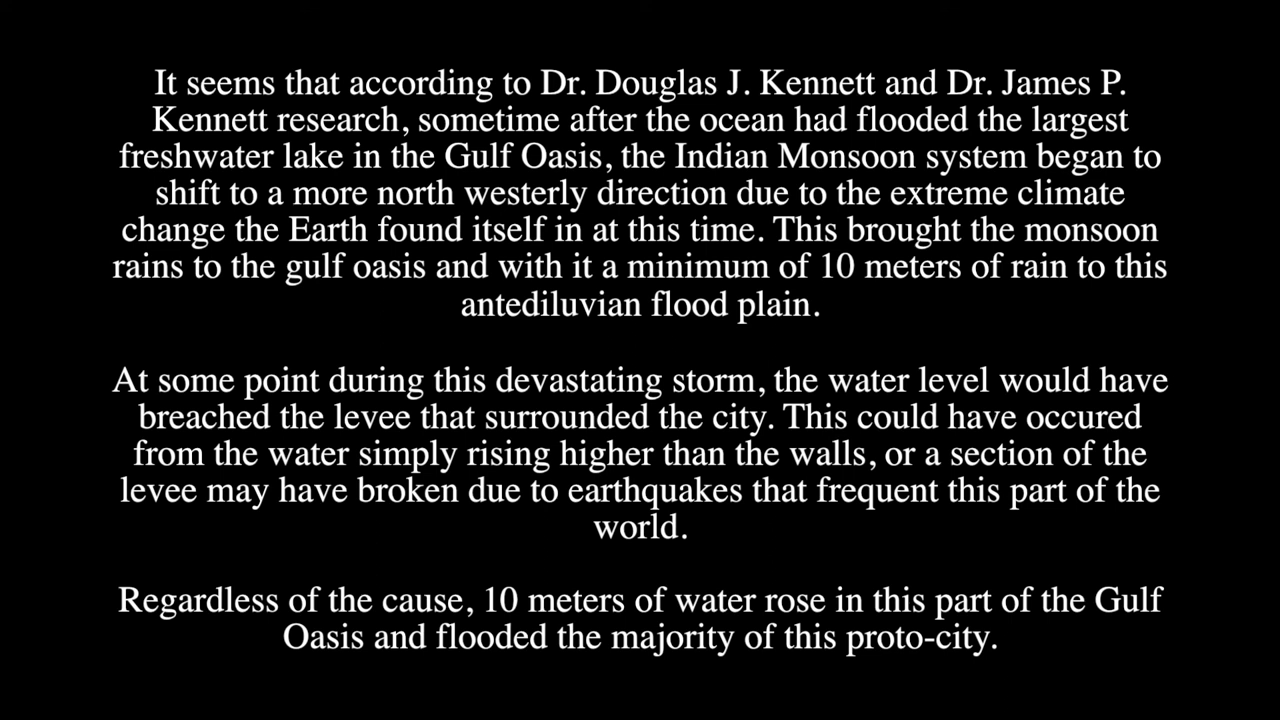 It seems that according to Dr. Douglas J. Kennett and Dr. James P.
Kennett research, sometime after the ocean had flooded the largest
freshwater lake in the Gulf Oasis, the Indian Monsoon system began to
shift to a more north westerly direction due to the extreme climate
change the Earth found itself in at this time. This brought the monsoon
rains to the gulf oasis and with it a minimum of 10 meters of rain to this
antediluvian flood plain.
At some point during this devastating storm, the water level would have
breached the levee that surrounded the city. This could have occured
from the water simply rising higher than the walls, or a section of the
levee may have broken due to earthquakes that frequent this part of the
world.
Regardless of the cause, 10 meters of water rose in this part of the Gulf
Oasis and flooded the majority of this proto-city.